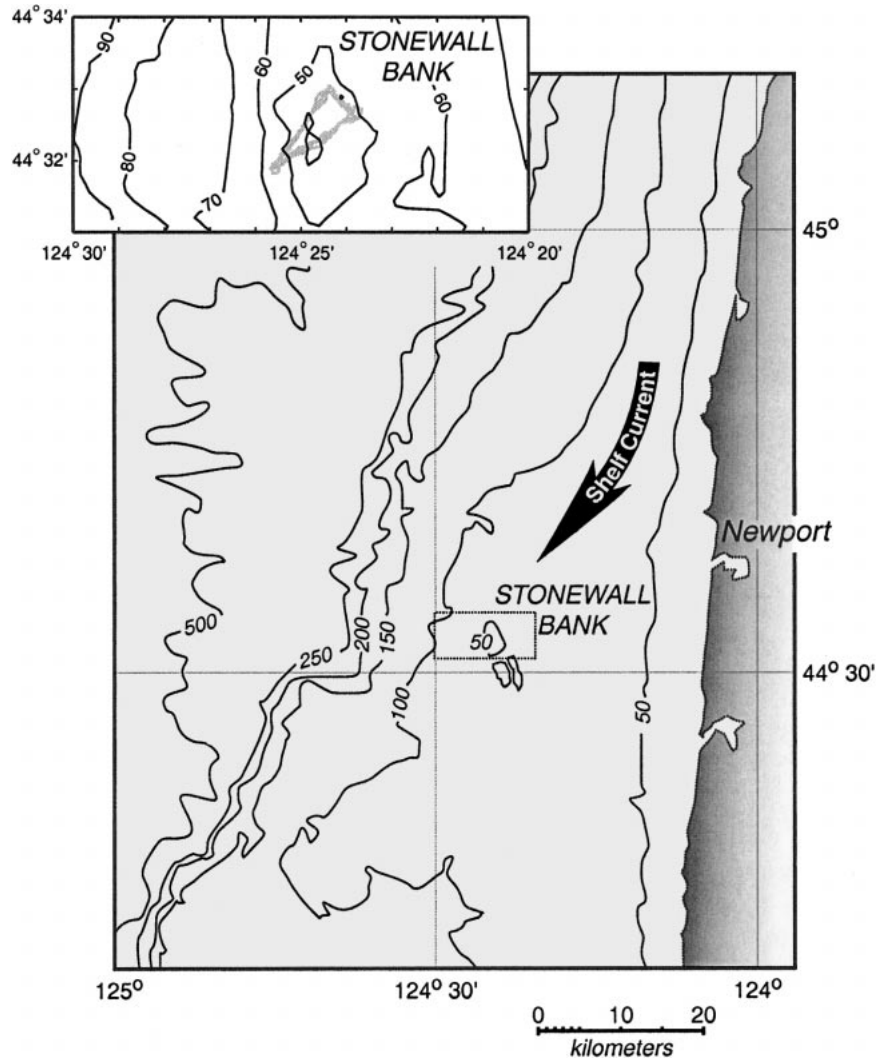 44° 34'
44° 32'
124° 30'
124° 25'
124° 20'
STONEWALL
BANK
90
80
70
60
50
60
45°
Shelf Current
Newport
STONEWALL
BANK
50
500
250
200
150
100
50
44° 30'
125°
124° 30'
124°
0 10 20
kilometers